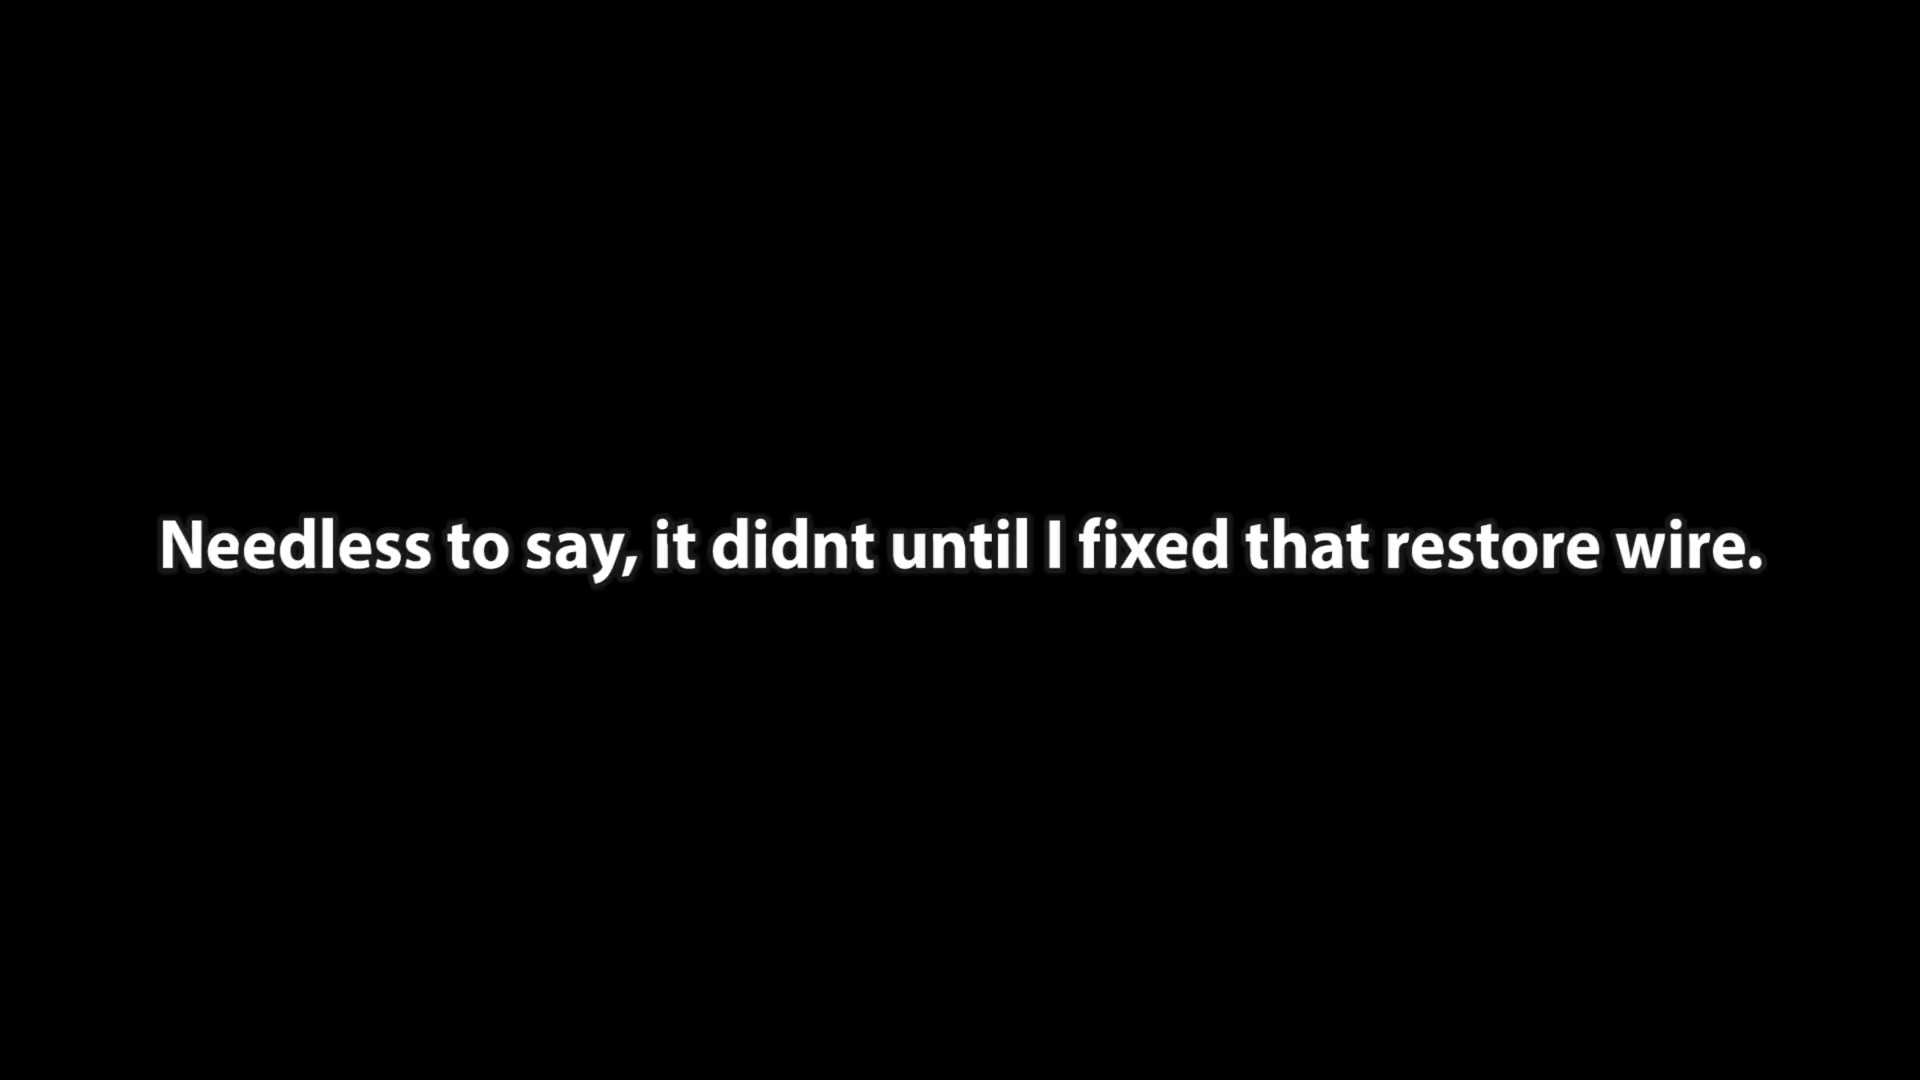 Needless to say, it didnt until I fixed that restore wire.